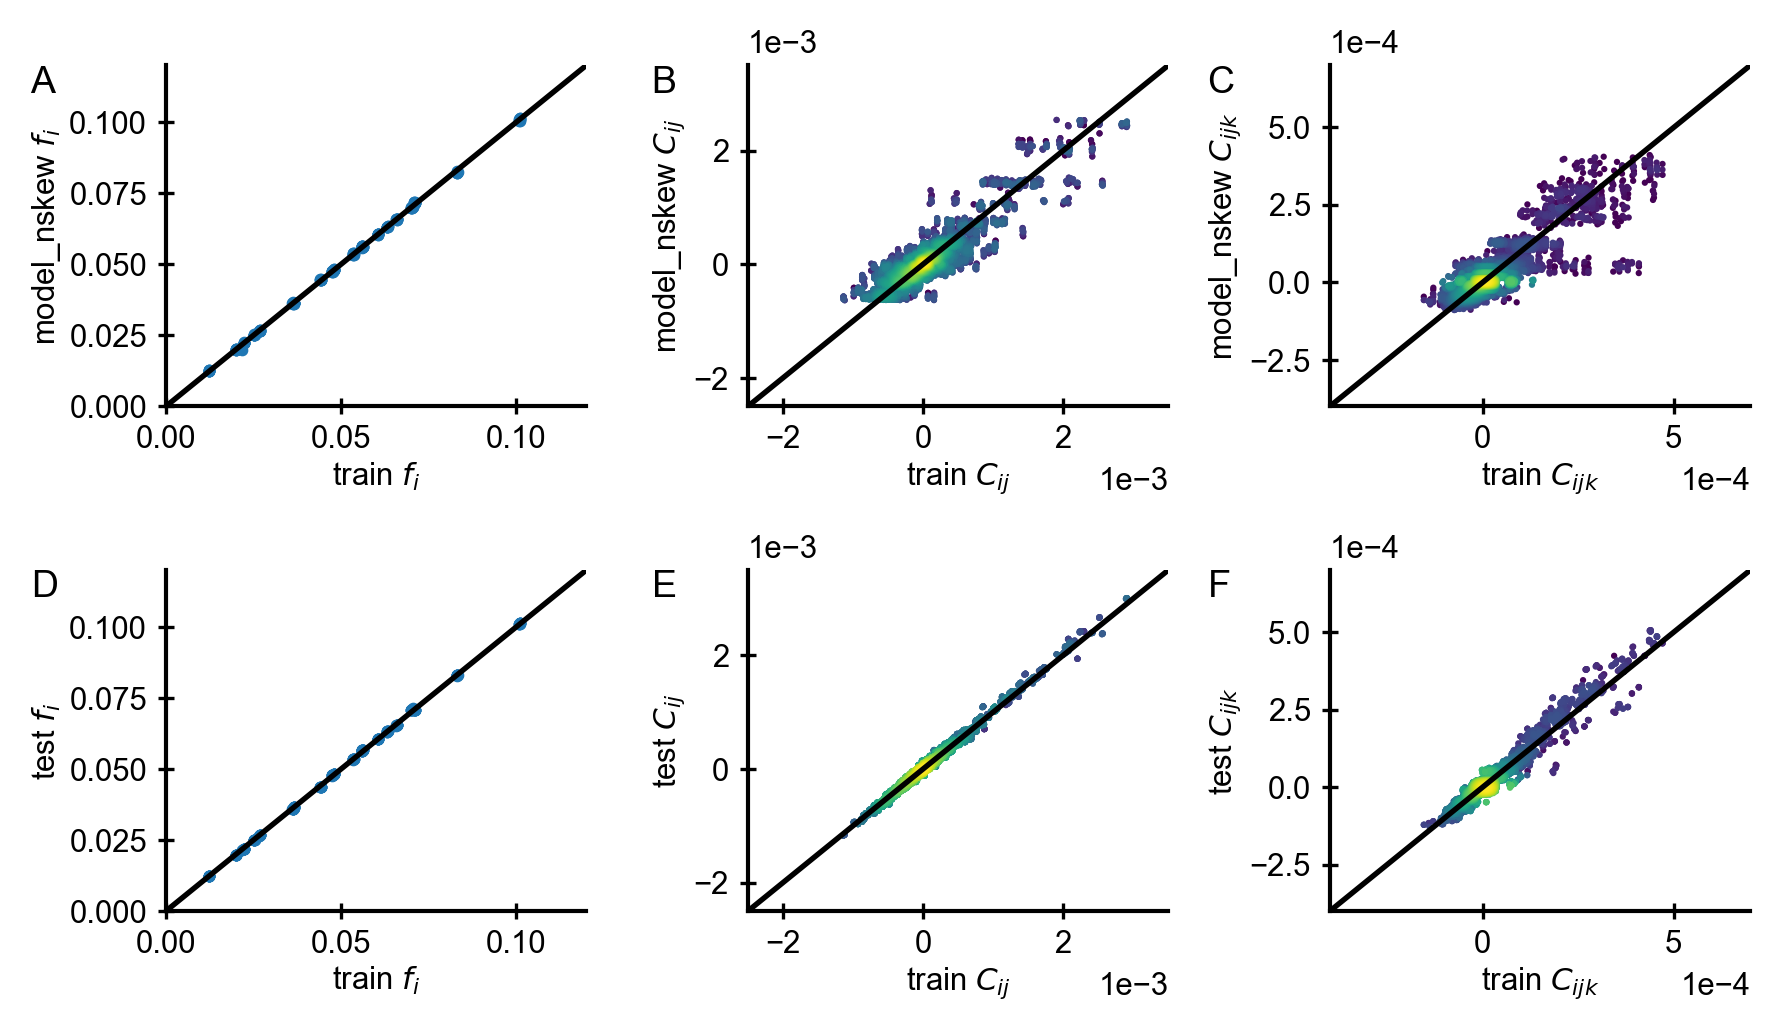 A
model_nskew f_i
0.100
0.075
0.050
0.025
0.000
0.00
0.05
0.10
train f_i
B
1e−3
model_nskew C_ij
2
0
−2
−2
0
2
train C_ij
1e−3
C
1e−4
model_nskew C_ijk
5.0
2.5
0.0
−2.5
0
5
train C_ijk
1e−4
D
test f_i
0.100
0.075
0.050
0.025
0.000
0.00
0.05
0.10
train f_i
E
1e−3
test C_ij
2
0
−2
−2
0
2
train C_ij
1e−3
F
1e−4
test C_ijk
5.0
2.5
0.0
−2.5
0
5
train C_ijk
1e−4